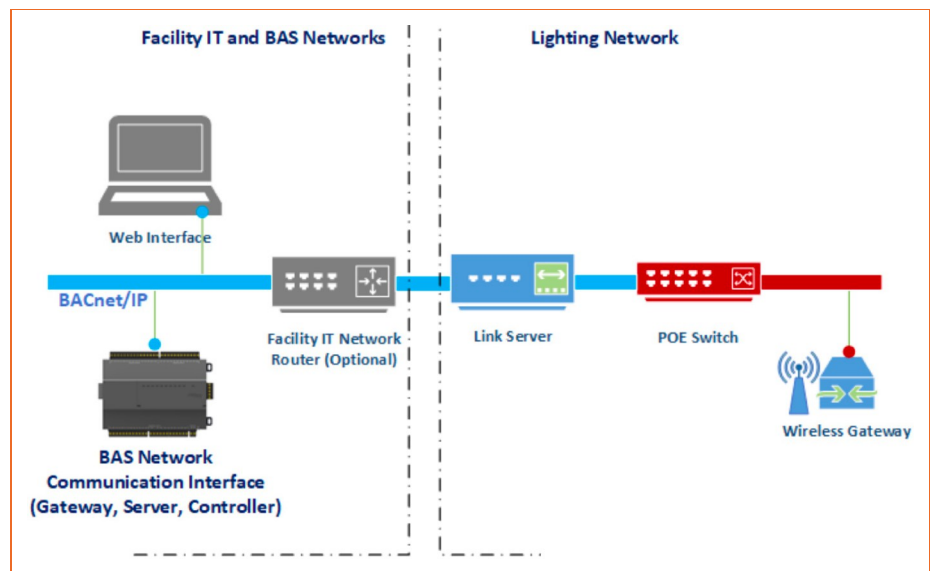 Facility IT and BAS Networks
Lighting Network
Web Interface
BACnet/IP
Facility IT Network
Router (Optional)
Link Server
POE Switch
Wireless Gateway
BAS Network
Communication Interface
(Gateway, Server, Controller)